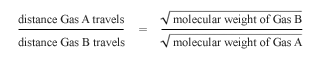 distance Gas A travels = √molecular weight of Gas B
distance Gas B travels √molecular weight of Gas A